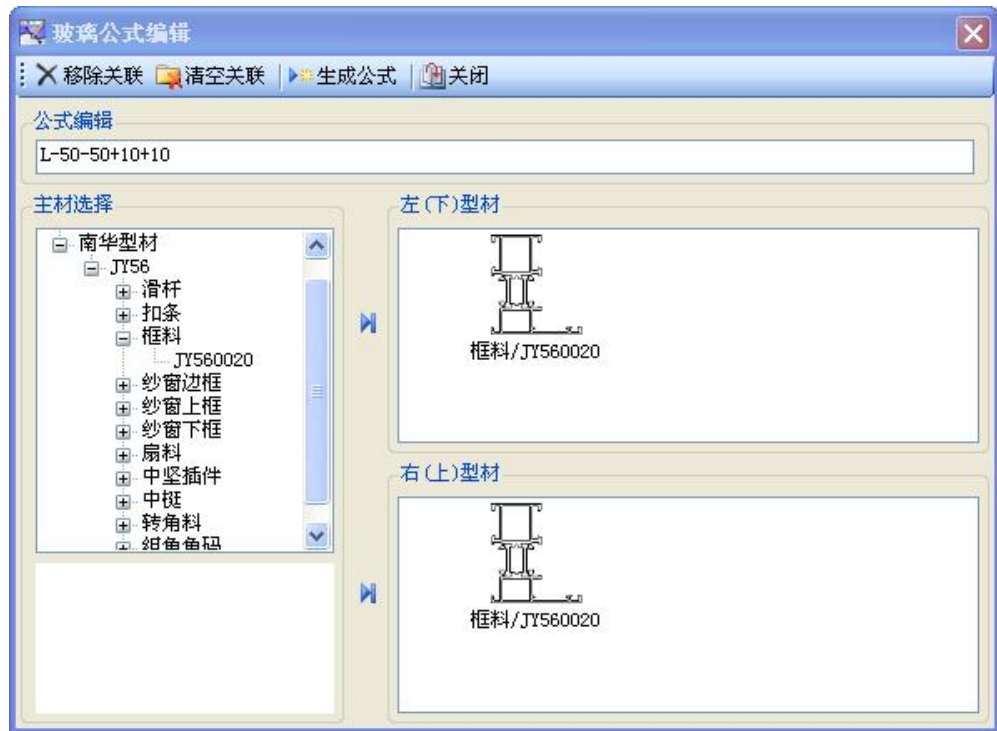 玻璃公式编辑
移除关联 清空关联 生成公式 关闭
公式编辑
L-50-50+10+10
主材选择
南华型材
JY56
滑杆
扣条
框料
JY560020
纱窗边框
纱窗上框
纱窗下框
扇料
中竖插件
中梃
转角料
组角角码
左(下)型材
框料/JY560020
右(上)型材
框料/JY560020